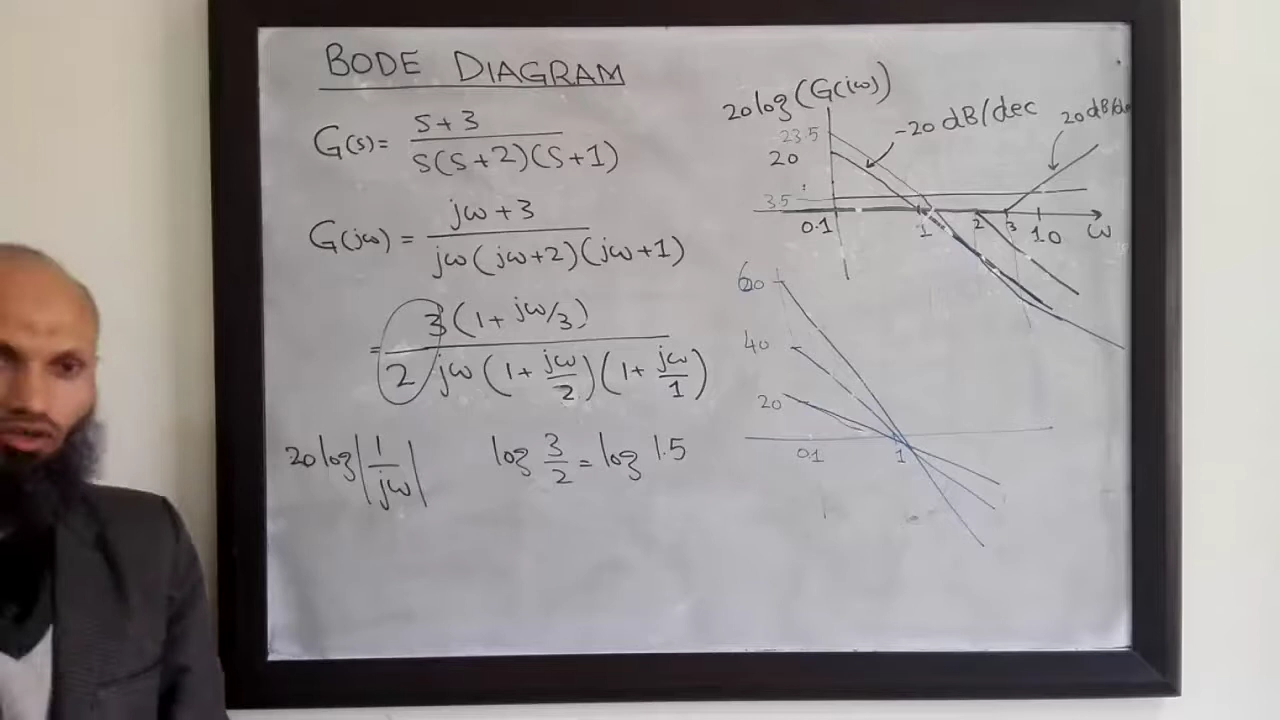 BODE DIAGRAM
G(s)= s+3 / s(s+2)(s+1)
G(jω) = jω+3 / jω(jω+2)(jω+1)
= 3(1+jω/3) / 2 jω(1+jω/2)(1+jω/1)
20log|1/jω|
log 3/2 = log 1.5
20log(G(jω))
-20 dB/dec
20dB/de
23.5
20
3.5
0.1 1 2 3 10 ω
60
40
20
0.1 1